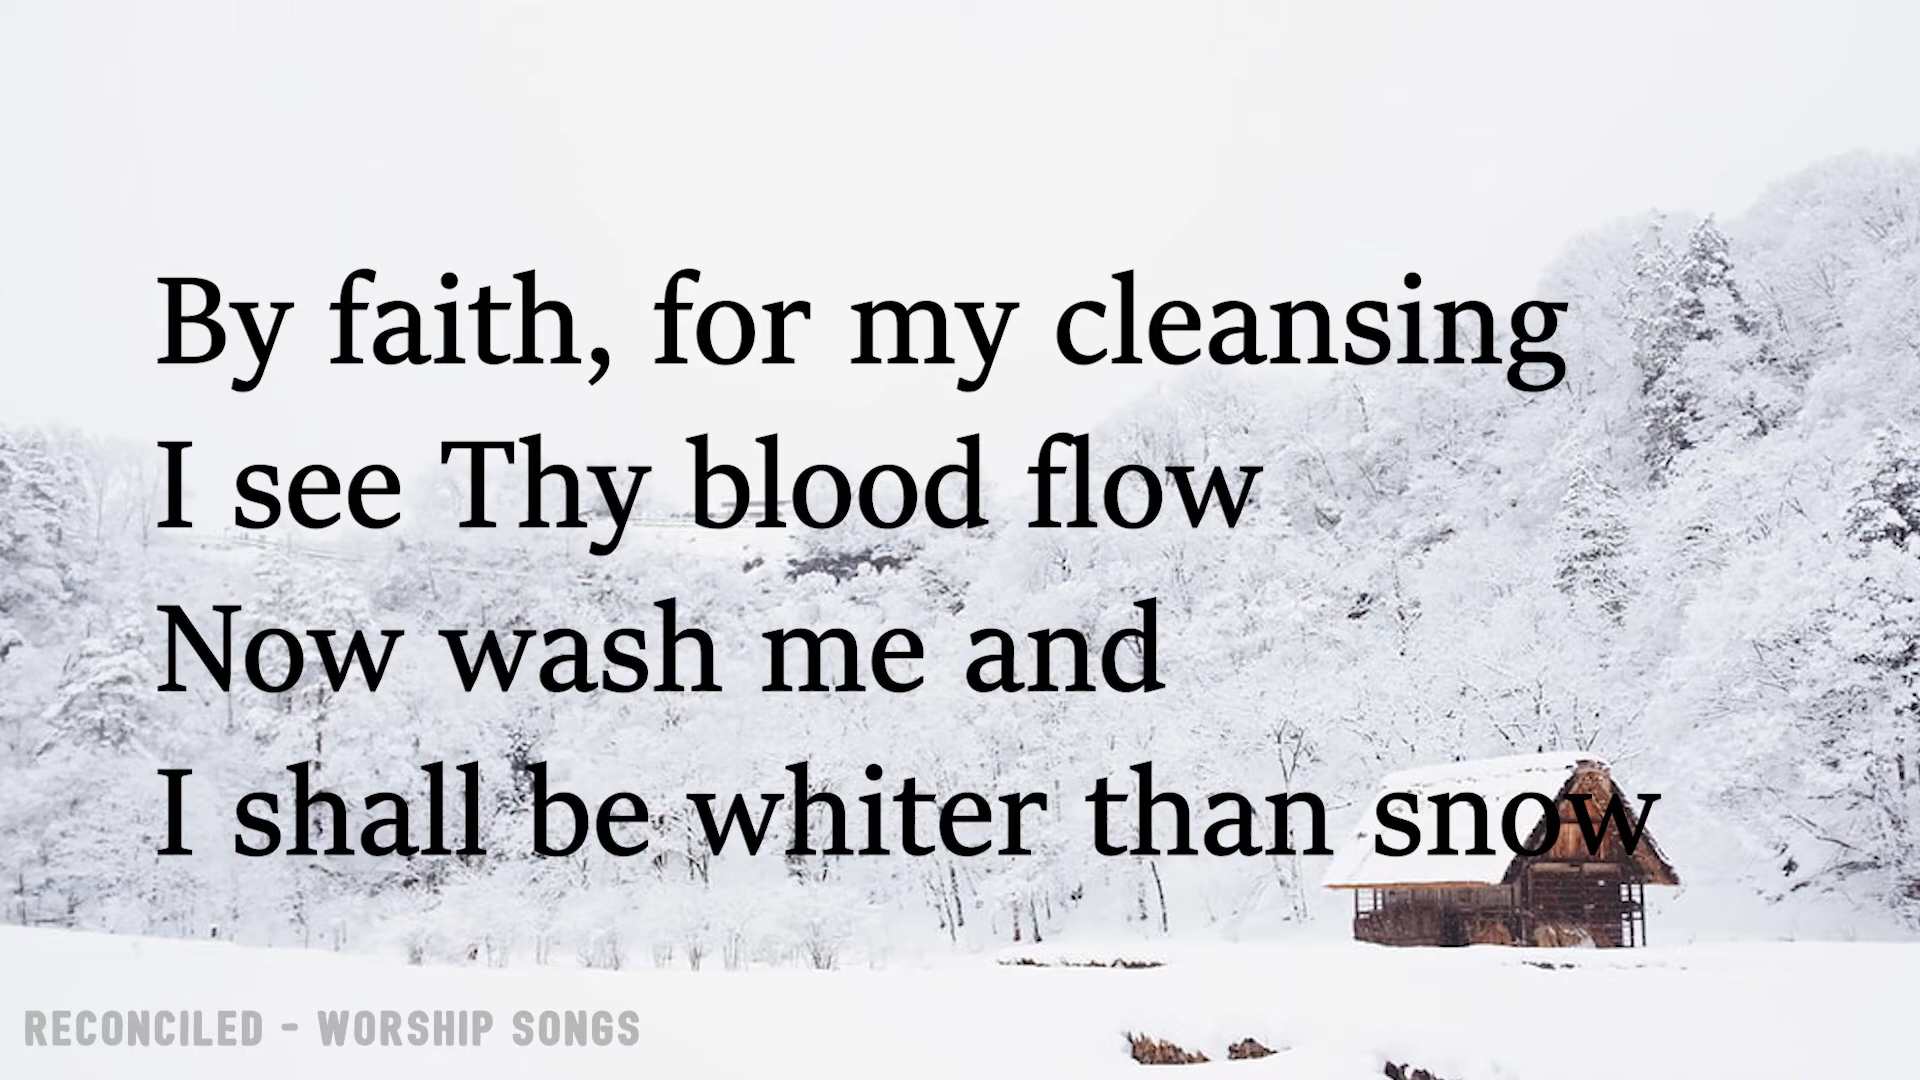 By faith, for my cleansing
I see Thy blood flow
Now wash me and
I shall be whiter than snow
RECONCILED - WORSHIP SONGS